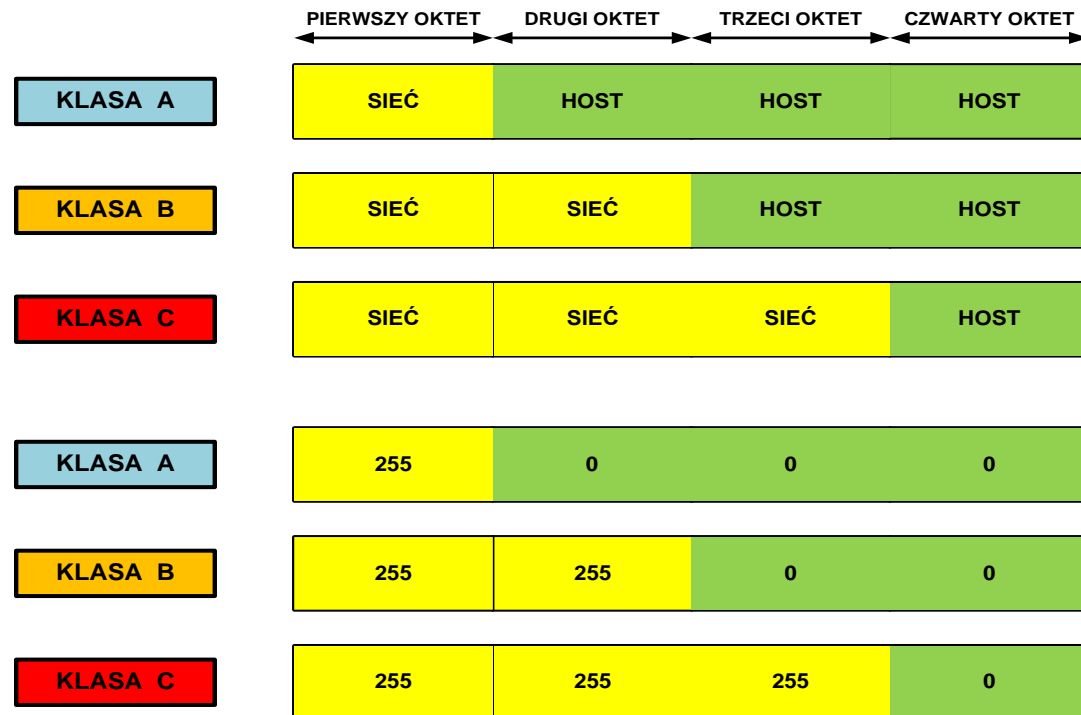 PIERWSZY OKTET DRUGI OKTET TRZECI OKTET CZWARTY OKTET
KLASA A SIEĆ HOST HOST HOST
KLASA B SIEĆ SIEĆ HOST HOST
KLASA C SIEĆ SIEĆ SIEĆ HOST
KLASA A 255 0 0 0
KLASA B 255 255 0 0
KLASA C 255 255 255 0